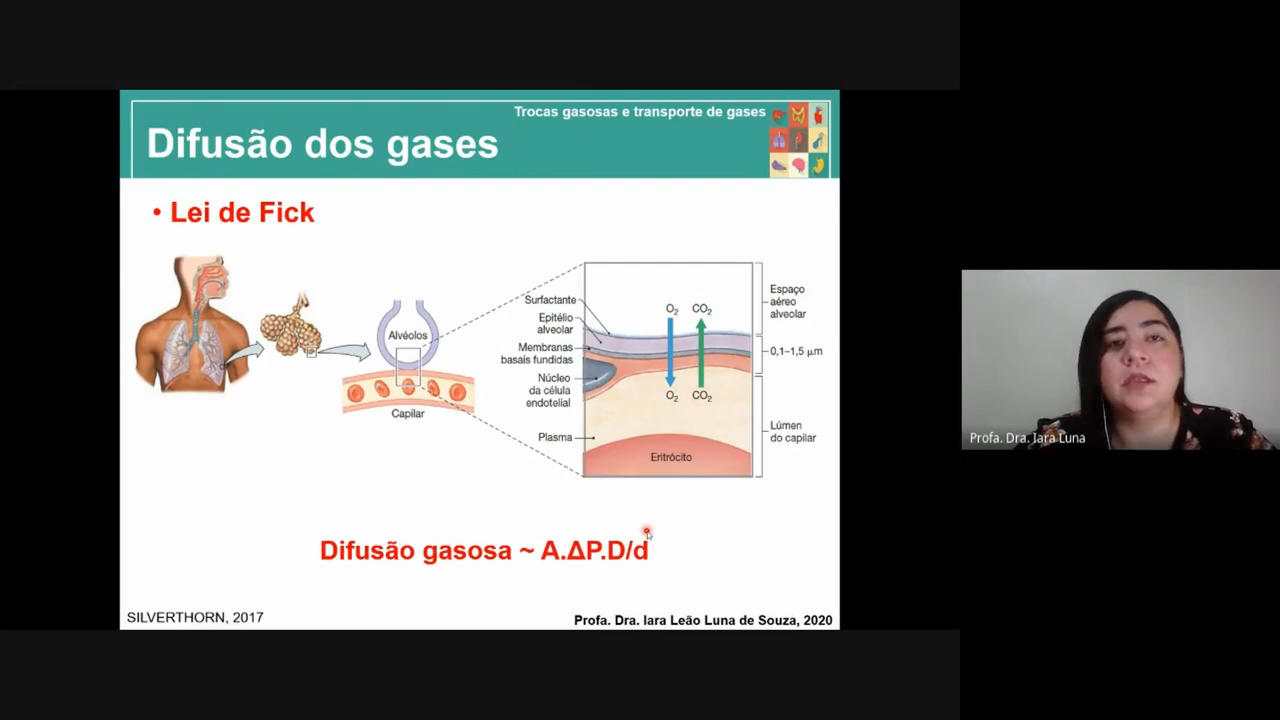 Trocas gasosas e transporte de gases
Difusão dos gases
• Lei de Fick
Alvéolos
Capilar
Surfactante
Epitélio
alveolar
Membranas
basais fundidas
Núcleo
da célula
endotelial
Plasma
O₂
CO₂
O₂
CO₂
Eritrócito
Espaço
aéreo
alveolar
0,1–1,5 μm
Lúmen
do capilar
Difusão gasosa ~ A.ΔP.D/d
SILVERTHORN, 2017
Profa. Dra. Iara Leão Luna de Souza, 2020
Profa. Dra. Iara Luna